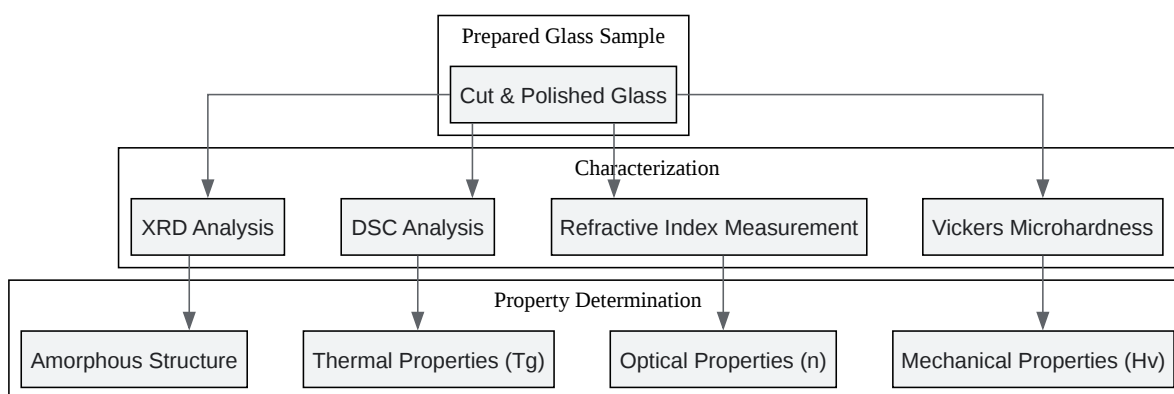 Prepared Glass Sample
Cut & Polished Glass
Characterization
XRD Analysis
DSC Analysis
Refractive Index Measurement
Vickers Microhardness
Property Determination
Amorphous Structure
Thermal Properties (Tg)
Optical Properties (n)
Mechanical Properties (Hv)